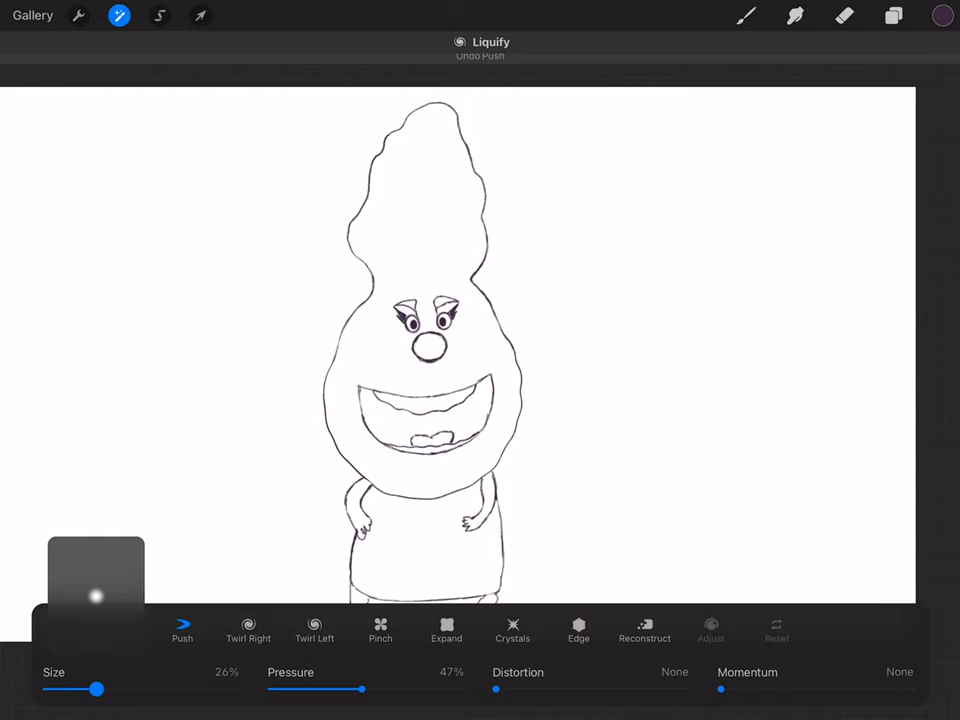 Gallery
Liquify
Undo Push
Push Twirl Right Twirl Left Pinch Expand Crystals Edge Reconstruct Adjust Reset
Size 26% Pressure 47% Distortion None Momentum None